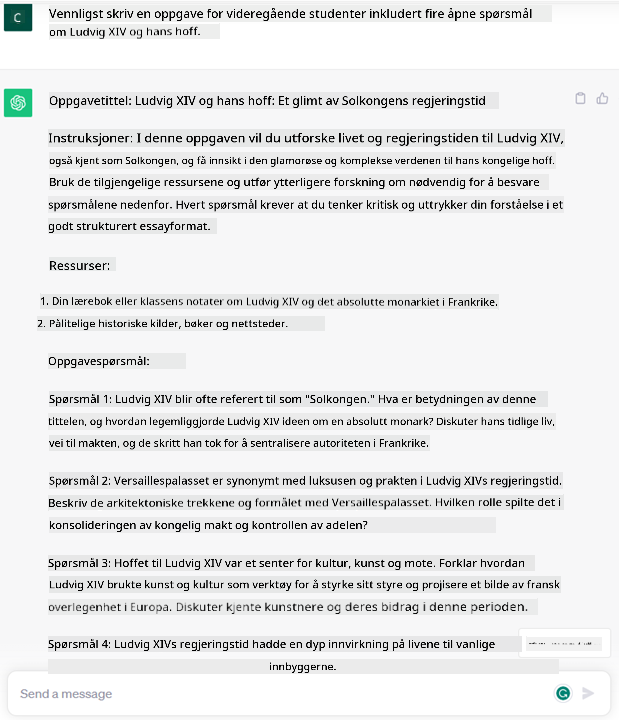 C
Vennligst skriv en oppgave for videregående studenter inkludert fire åpne spørsmål
om Ludvig XIV og hans hoff.
Oppgavetittel: Ludvig XIV og hans hoff: Et glimt av Solkongens regjeringstid
Instruksjoner: I denne oppgaven vil du utforske livet og regjeringstiden til Ludvig XIV,
også kjent som Solkongen, og få innsikt i den glamorøse og komplekse verdenen til hans kongelige hoff.
Bruk de tilgjengelige ressursene og utfør ytterligere forskning om nødvendig for å besvare
spørsmålene nedenfor. Hvert spørsmål krever at du tenker kritisk og uttrykker din forståelse i et
godt strukturert essayformat.
Ressurser:
1. Din lærebok eller klassens notater om Ludvig XIV og det absolutte monarkiet i Frankrike.
2. Pålitelige historiske kilder, bøker og nettsteder.
Oppgavespørsmål:
Spørsmål 1: Ludvig XIV blir ofte referert til som "Solkongen." Hva er betydningen av denne
tittelen, og hvordan legemliggjorde Ludvig XIV ideen om en absolutt monark? Diskuter hans tidlige liv,
vei til makten, og de skritt han tok for å sentralisere autoriteten i Frankrike.
Spørsmål 2: Versaillespalasset er synonymt med luksusen og prakten i Ludvig XIVs regjeringstid.
Beskriv de arkitektoniske trekkene og formålet med Versaillespalasset. Hvilken rolle spilte det i
konsolideringen av kongelig makt og kontrollen av adelen?
Spørsmål 3: Hoffet til Ludvig XIV var et senter for kultur, kunst og mote. Forklar hvordan
Ludvig XIV brukte kunst og kultur som verktøy for å styrke sitt styre og projisere et bilde av fransk
overlegenhet i Europa. Diskuter kjente kunstnere og deres bidrag i denne perioden.
Spørsmål 4: Ludvig XIVs regjeringstid hadde en dyp innvirkning på livene til vanlige
innbyggerne.
Send a message